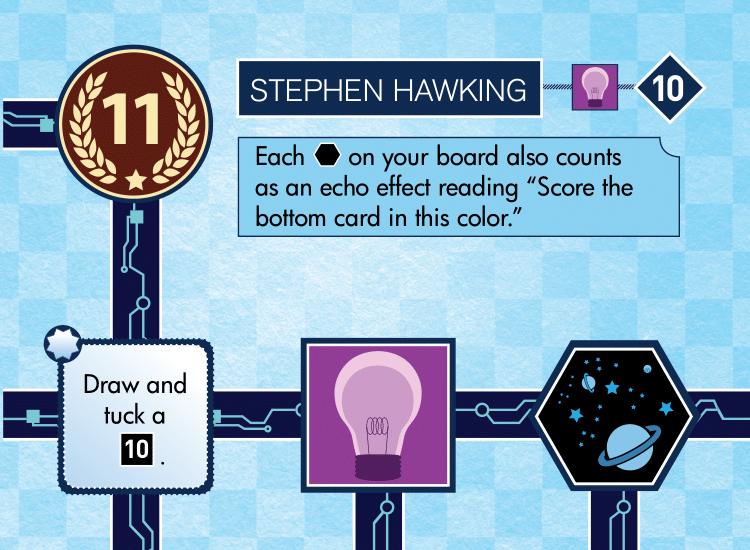 11
STEPHEN HAWKING
10
Each on your board also counts
as an echo effect reading “Score the
bottom card in this color.”
Draw and
tuck a
10 .